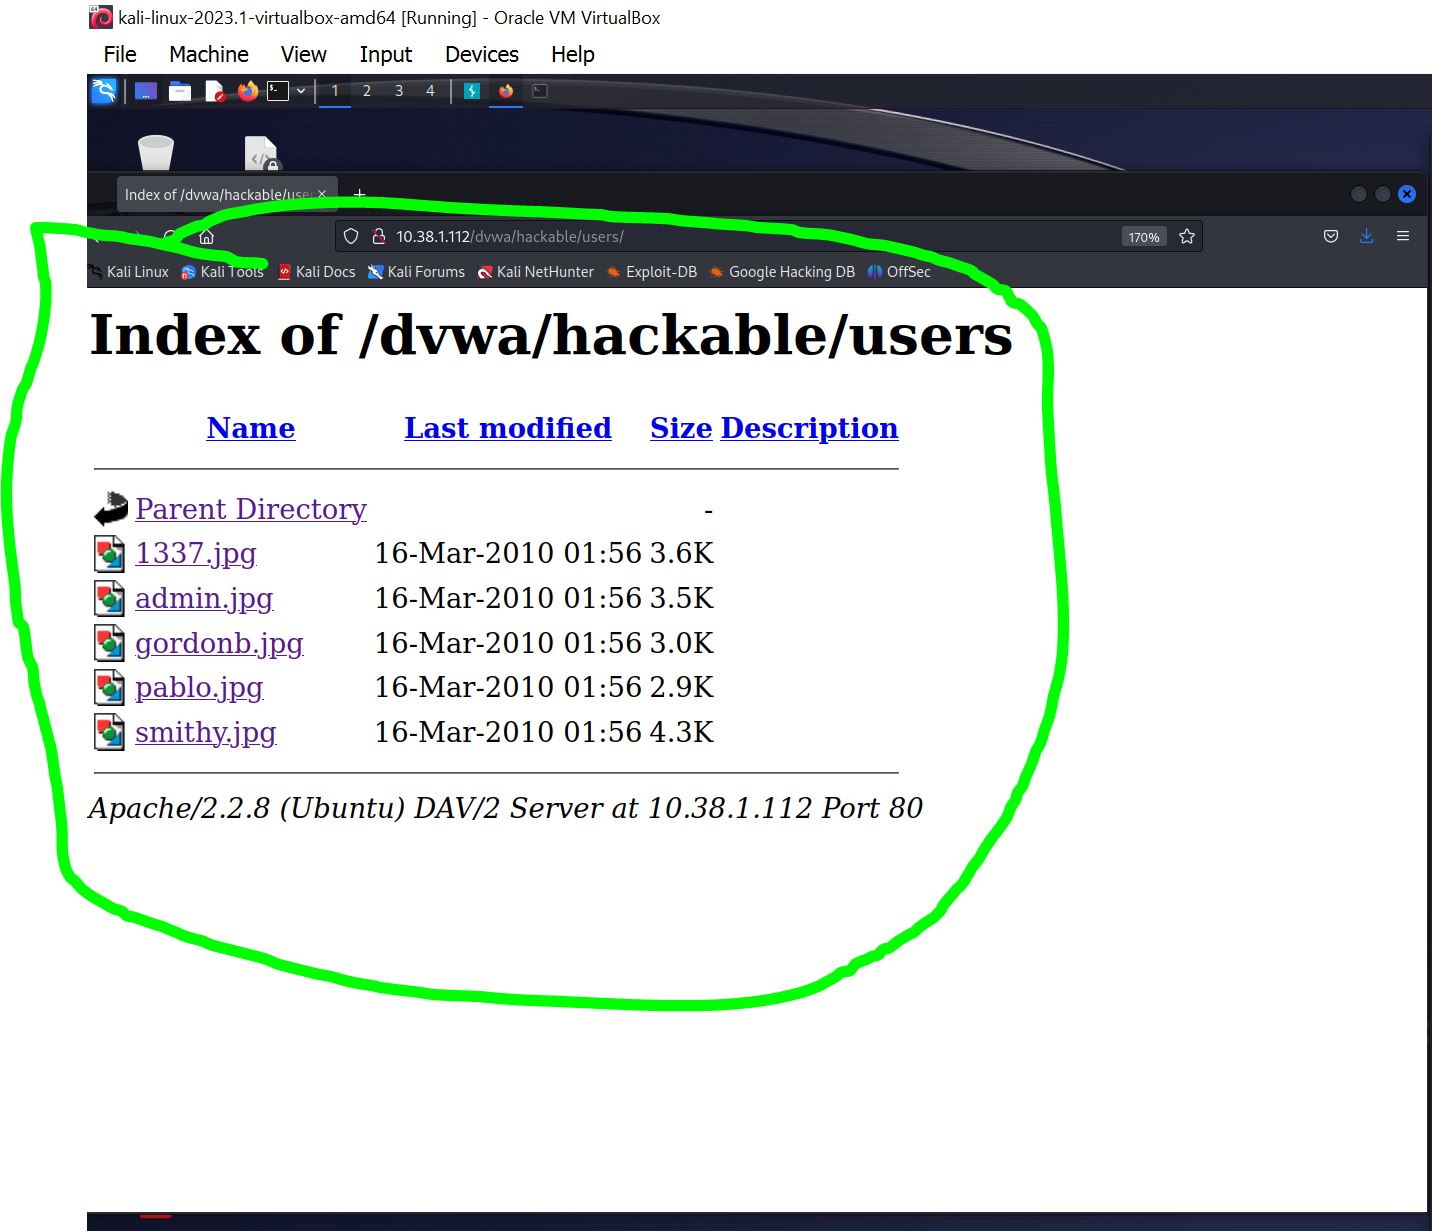 kali-linux-2023.1-virtualbox-amd64 [Running] - Oracle VM VirtualBox
File Machine View Input Devices Help
1 2 3 4
Index of /dvwa/hackable/user
10.38.1.112/dvwa/hackable/users/ 170%
Kali Linux Kali Tools Kali Docs Kali Forums Kali NetHunter Exploit-DB Google Hacking DB OffSec
Index of /dvwa/hackable/users
Name Last modified Size Description
Parent Directory -
1337.jpg 16-Mar-2010 01:56 3.6K
admin.jpg 16-Mar-2010 01:56 3.5K
gordonb.jpg 16-Mar-2010 01:56 3.0K
pablo.jpg 16-Mar-2010 01:56 2.9K
smithy.jpg 16-Mar-2010 01:56 4.3K
Apache/2.2.8 (Ubuntu) DAV/2 Server at 10.38.1.112 Port 80